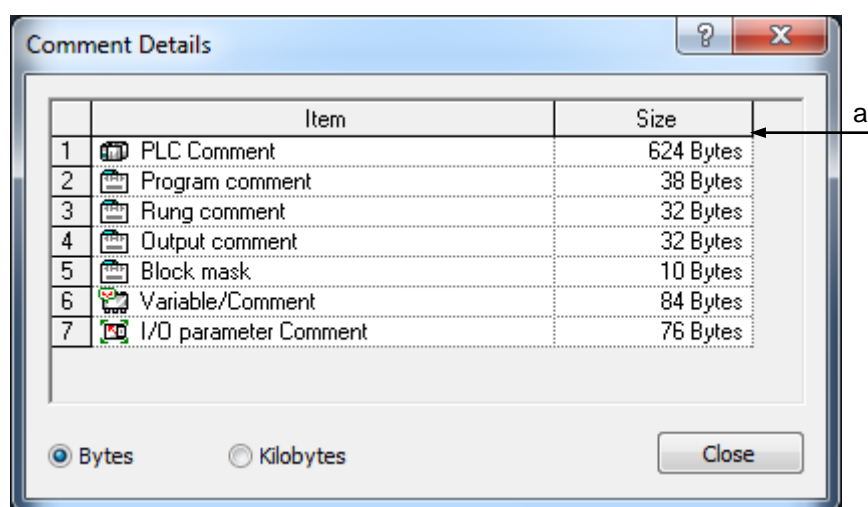 Comment Details
a
Item Size
1 PLC Comment 624 Bytes
2 Program comment 38 Bytes
3 Rung comment 32 Bytes
4 Output comment 32 Bytes
5 Block mask 10 Bytes
6 Variable/Comment 84 Bytes
7 I/O parameter Comment 76 Bytes
Bytes Kilobytes Close